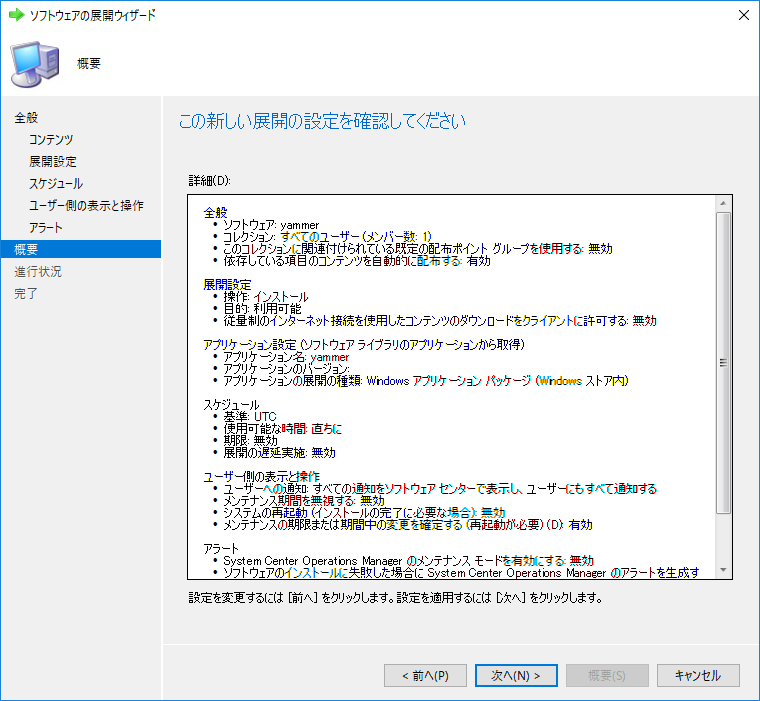 ソフトウェアの展開ウィザード
概要
全般
コンテンツ
展開設定
スケジュール
ユーザー側の表示と操作
アラート
概要
進行状況
完了
この新しい展開の設定を確認してください
詳細(D):
全般
• ソフトウェア: yammer
• コレクション: すべてのユーザー (メンバー数: 1)
• このコレクションに関連付けられている既定の配布ポイント グループを使用する: 無効
• 依存している項目のコンテンツを自動的に配布する: 有効
展開設定
• 操作: インストール
• 目的: 利用可能
• 従量制のインターネット接続を使用したコンテンツのダウンロードをクライアントに許可する: 無効
アプリケーション設定 (ソフトウェア ライブラリのアプリケーションから取得)
• アプリケーション名: yammer
• アプリケーションのバージョン:
• アプリケーションの展開の種類: Windows アプリケーション パッケージ (Windows ストア内)
スケジュール
• 基準: UTC
• 使用可能な時間: 直ちに
• 期限: 無効
• 展開の遅延実施: 無効
ユーザー側の表示と操作
• ユーザーへの通知: すべての通知をソフトウェア センターで表示し、ユーザーにもすべて通知する
• メンテナンス期間を無視する: 無効
• システムの再起動 (インストールの完了に必要な場合): 無効
• メンテナンスの期限または期間中の変更を確定する (再起動が必要) (D): 有効
アラート
• System Center Operations Manager のメンテナンス モードを有効にする: 無効
• ソフトウェアのインストールに失敗した場合に System Center Operations Manager のアラートを生成す
設定を変更するには [前へ] をクリックします。設定を適用するには [次へ] をクリックします。
< 前へ(P)
次へ(N) >
概要(S)
キャンセル